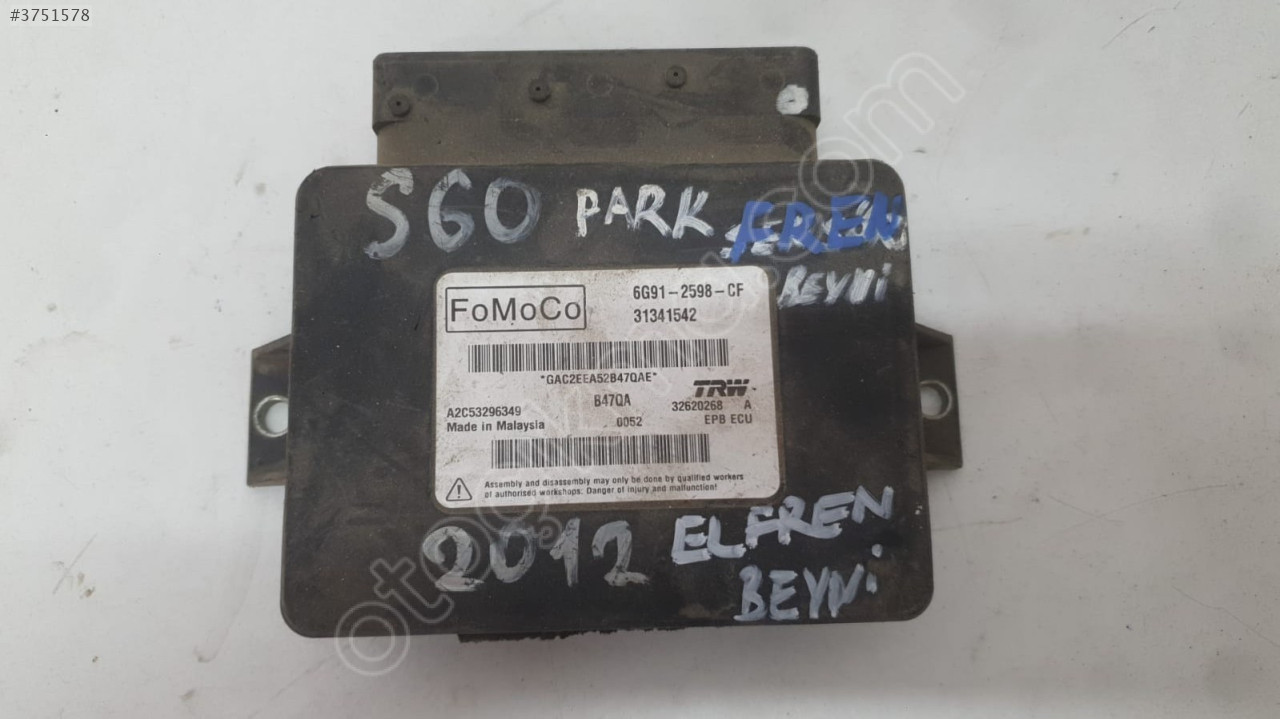 #3751578
S60 PARK FREN
BEYNi
FoMoCo
6G91-2598-CF
31341542
*GAC2EEA52B47QAE*
B47QA
TRW
A2C53296349
32620268 A
Made in Malaysia
0052
EPB ECU
Assembly and disassembly may only be done by qualified workers
of authorised workshops: Danger of injury and malfunction!
2012 EL FREN
BEYNi